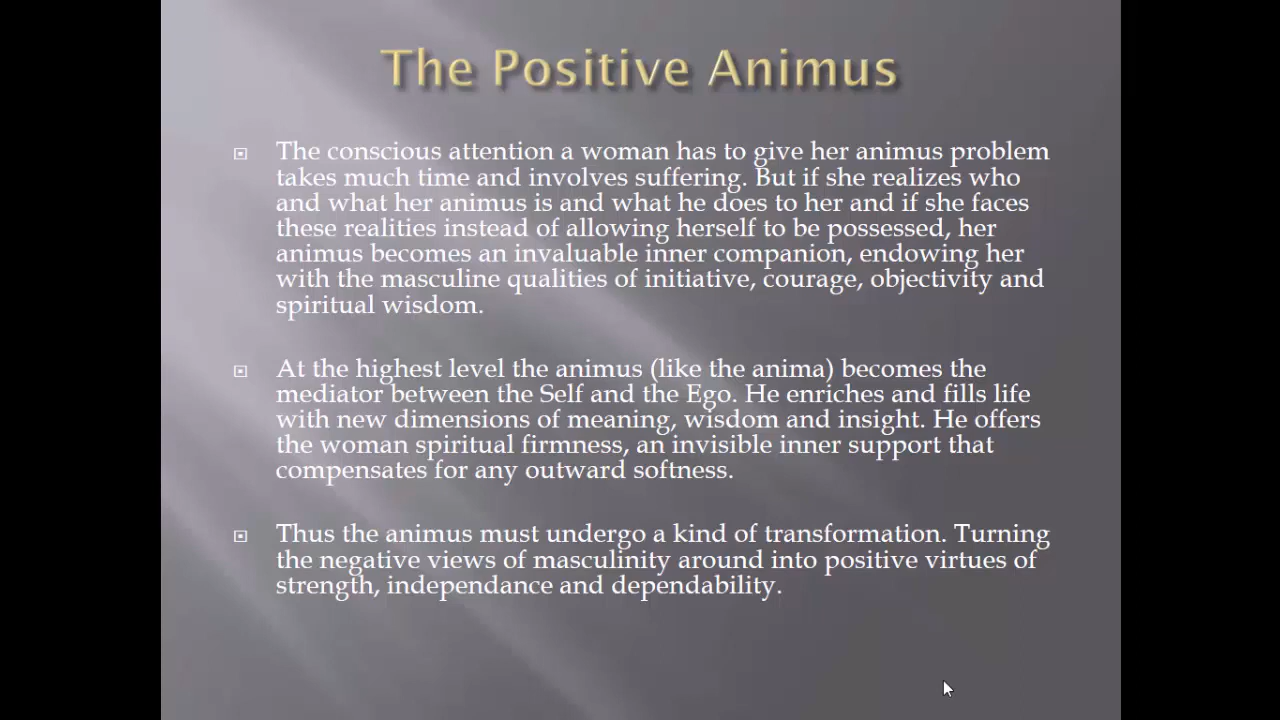 The Positive Animus
The conscious attention a woman has to give her animus problem
takes much time and involves suffering. But if she realizes who
and what her animus is and what he does to her and if she faces
these realities instead of allowing herself to be possessed, her
animus becomes an invaluable inner companion, endowing her
with the masculine qualities of initiative, courage, objectivity and
spiritual wisdom.
At the highest level the animus (like the anima) becomes the
mediator between the Self and the Ego. He enriches and fills life
with new dimensions of meaning, wisdom and insight. He offers
the woman spiritual firmness, an invisible inner support that
compensates for any outward softness.
Thus the animus must undergo a kind of transformation. Turning
the negative views of masculinity around into positive virtues of
strength, independance and dependability.